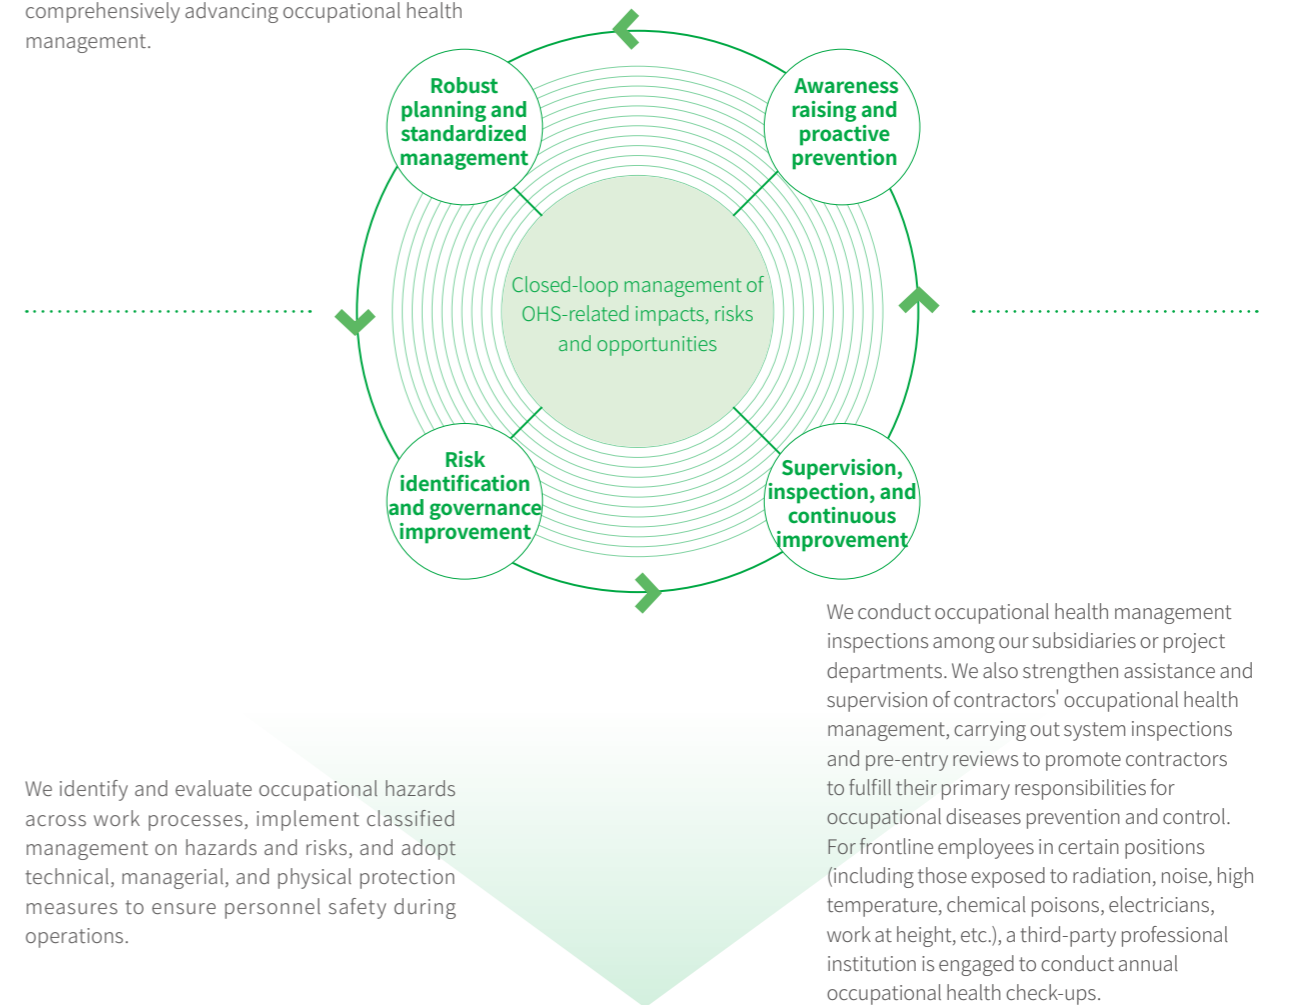 comprehensively advancing occupational health
management.
Robust
planning and
standardized
management
Awareness
raising and
proactive
prevention
Closed-loop management of
OHS-related impacts, risks
and opportunities
Risk
identification
and governance
improvement
Supervision,
inspection, and
continuous
improvement
We identify and evaluate occupational hazards
across work processes, implement classified
management on hazards and risks, and adopt
technical, managerial, and physical protection
measures to ensure personnel safety during
operations.
We conduct occupational health management
inspections among our subsidiaries or project
departments. We also strengthen assistance and
supervision of contractors' occupational health
management, carrying out system inspections
and pre-entry reviews to promote contractors
to fulfill their primary responsibilities for
occupational diseases prevention and control.
For frontline employees in certain positions
(including those exposed to radiation, noise, high
temperature, chemical poisons, electricians,
work at height, etc.), a third-party professional
institution is engaged to conduct annual
occupational health check-ups.